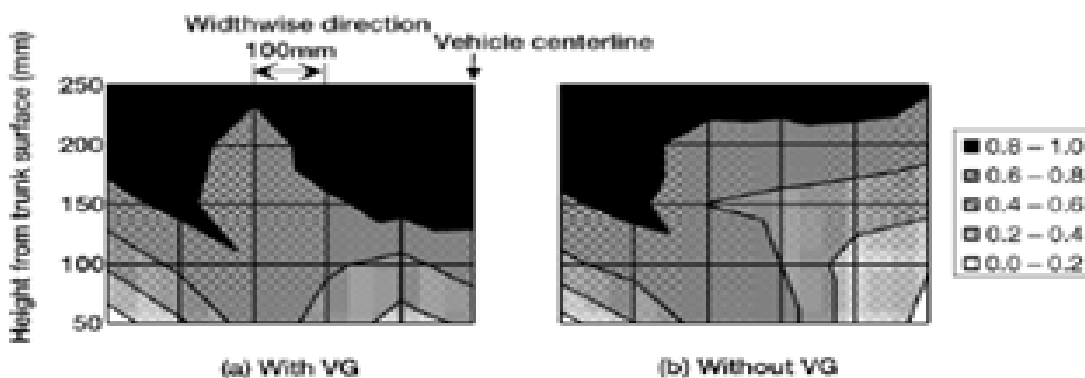 Widthwise direction
100mm
Vehicle centerline
Height from trunk surface (mm)
250
200
150
100
50
0.8 – 1.0
0.6 – 0.8
0.4 – 0.6
0.2 – 0.4
0.0 – 0.2
(a) With VG
(b) Without VG